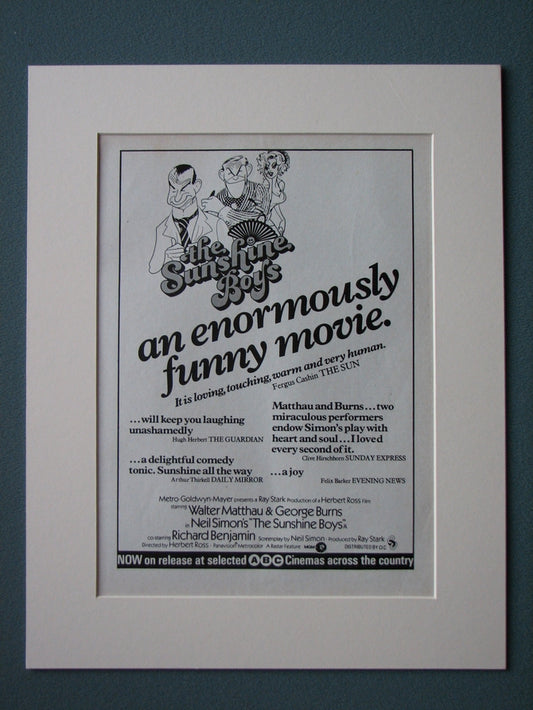 the
Sunshine
Boys
an enormously
funny movie.
It is loving, touching, warm and very human.
Fergus Cashin THE SUN
...will keep you laughing
unashamedly
Hugh Herbert THE GUARDIAN
...a delightful comedy
tonic. Sunshine all the way
Arthur Thirkell DAILY MIRROR
Matthau and Burns...two
miraculous performers
endow Simon's play with
heart and soul...I loved
every second of it.
Clive Hirschhorn SUNDAY EXPRESS
...a joy
Felix Barker EVENING NEWS
Metro-Goldwyn-Mayer presents a Ray Stark Production of a Herbert Ross Film
starring Walter Matthau & George Burns
in Neil Simon's "The Sunshine Boys"
co-starring Richard Benjamin Screenplay by Neil Simon · Produced by Ray Stark
Directed by Herbert Ross · Panavision® Metrocolor · A Rastar Feature MGM DISTRIBUTED BY CIC
NOW on release at selected ABC Cinemas across the country